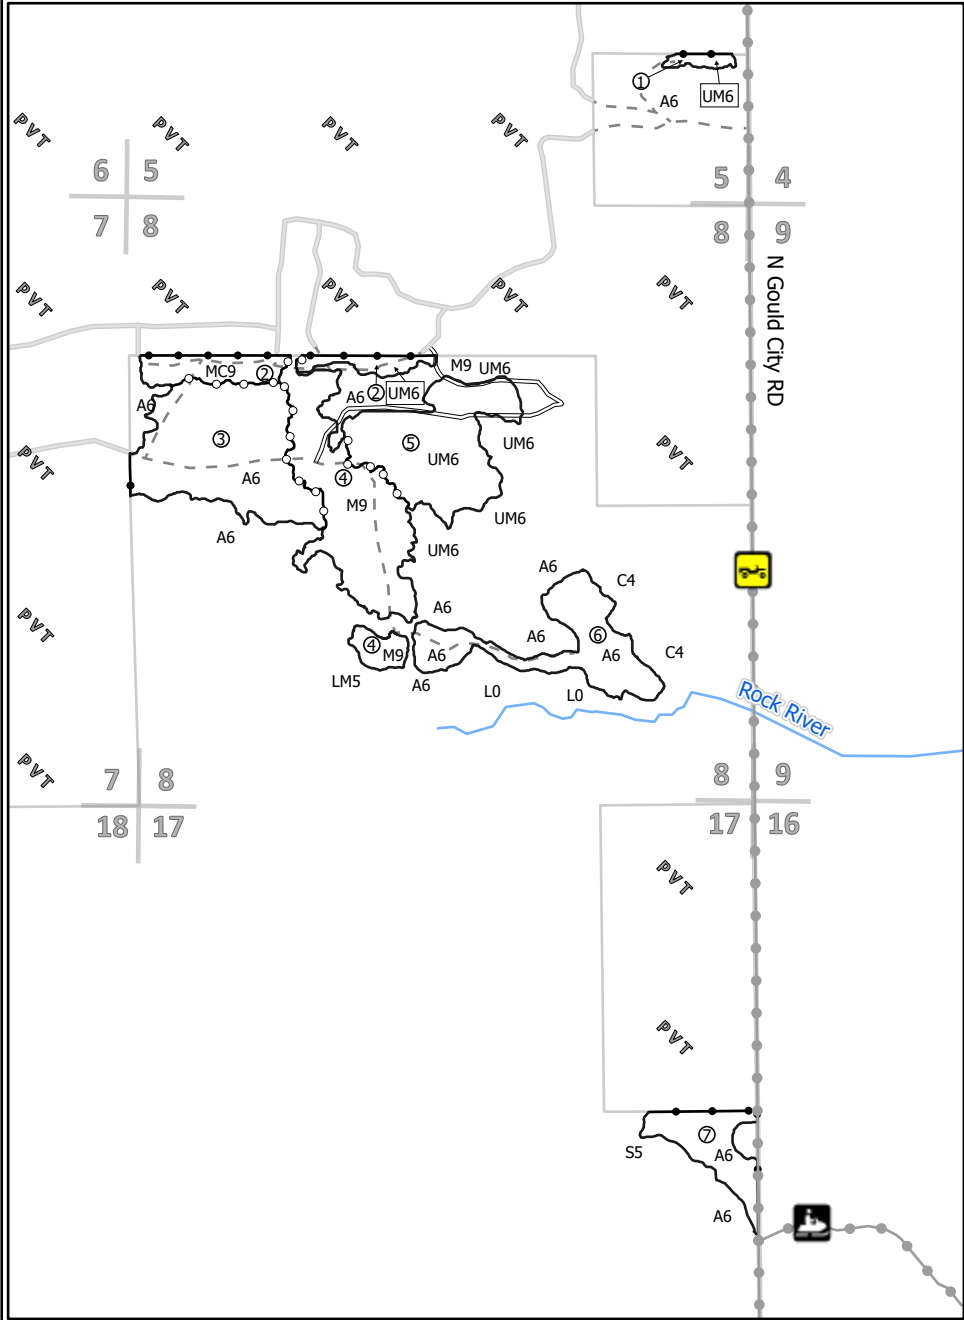 1
A6
UM6
PVT
PVT
PVT
PVT
6 5
7 8
5 4
8 9
N Gould City RD
PVT
PVT
PVT
PVT
PVT
MC9
2
M9
UM6
A6
A6
2
UM6
3
5
UM6
UM6
PVT
PVT
A6
4
M9
UM6
A6
UM6
A6
C4
PVT
A6
A6
6
A6
C4
4
M9
A6
LM5
A6
L0
L0
Rock River
PVT
7 8
18 17
8 9
17 16
PVT
PVT
7
S5
A6
A6